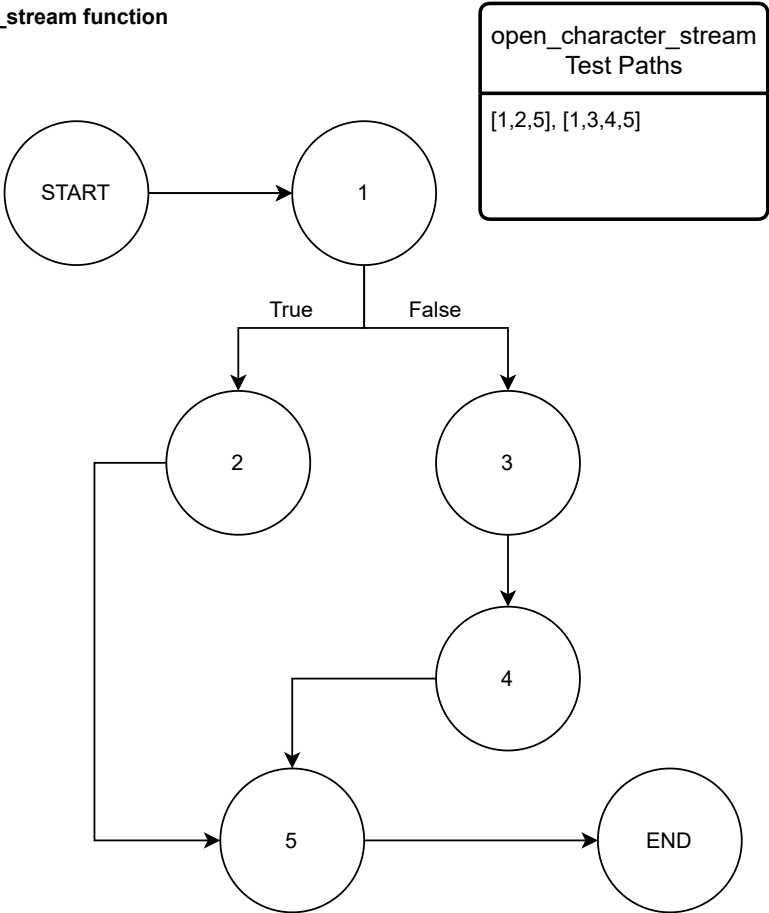 _stream function
open_character_stream
Test Paths
[1,2,5], [1,3,4,5]
START
1
True
False
2
3
4
5
END